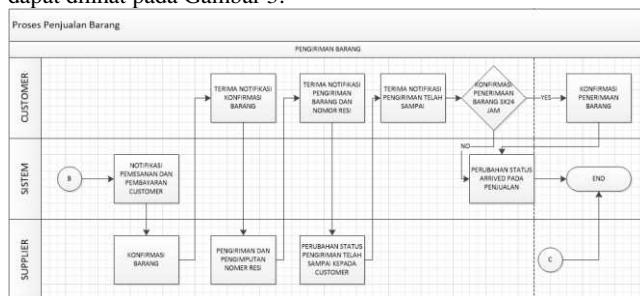 dapat dilihat pada Gambar 3.
Proses Penjualan Barang
PENGIRIMAN BARANG
CUSTOMER
TERIMA NOTIFIKASI
KONFIRMASI
BARANG
TERIMA NOTIFIKASI
PENGIRIMAN
BARANG DAN
NOMOR RESI
TERIMA NOTIFIKASI
PENGIRIMAN TELAH
SAMPAI
KONFIRMASI
PENERIMAAN
BARANG 3X24
JAM
YES
KONFIRMASI
PENERIMAAN
BARANG
NO
SISTEM
B
NOTIFIKASI
PEMESANAN DAN
PEMBAYARAN
CUSTOMER
PERUBAHAN STATUS
ARRIVED PADA
PENJUALAN
END
SUPPLIER
KONFIRMASI
BARANG
PENGIRIMAN DAN
PENGIMPUTAN
NOMER RESI
PERUBAHAN STATUS
PENGIRIMAN TELAH
SAMPAI KEPADA
CUSTOMER
C